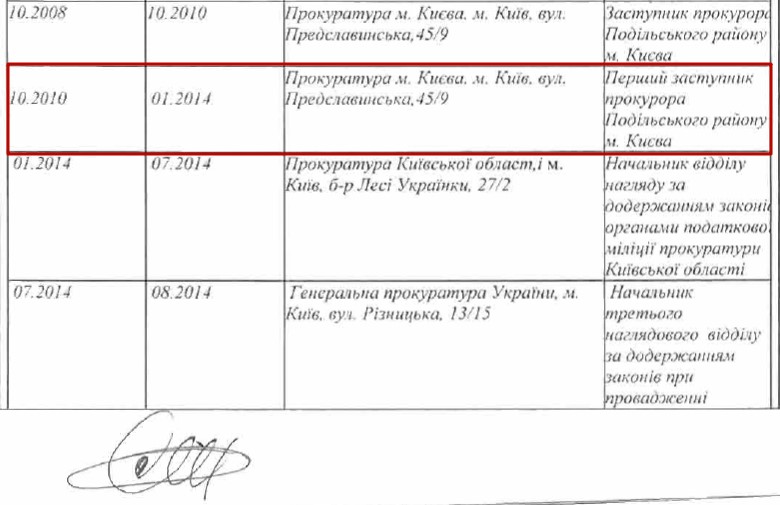 10.2008 10.2010 Прокуратура м. Києва. м. Київ. вул. Заступник прокурора
Предславинська,45/9 Подільського району
м. Києва
10.2010 01.2014 Прокуратура м. Києва. м. Київ. вул. Перший заступник
Предславинська,45/9 прокурора
Подільського району
м. Києва
01.2014 07.2014 Прокуратура Київської област,і м. Начальник відділу
Київ, б-р Лесі Українки, 27/2 нагляду за
додержанням законів
органами податково
міліції прокуратури
Київської області
07.2014 08.2014 Генеральна прокуратура України, м. Начальник
Київ, вул. Різницька, 13/15 третього
наглядового відділу
за додержанням
законів при
провадженні